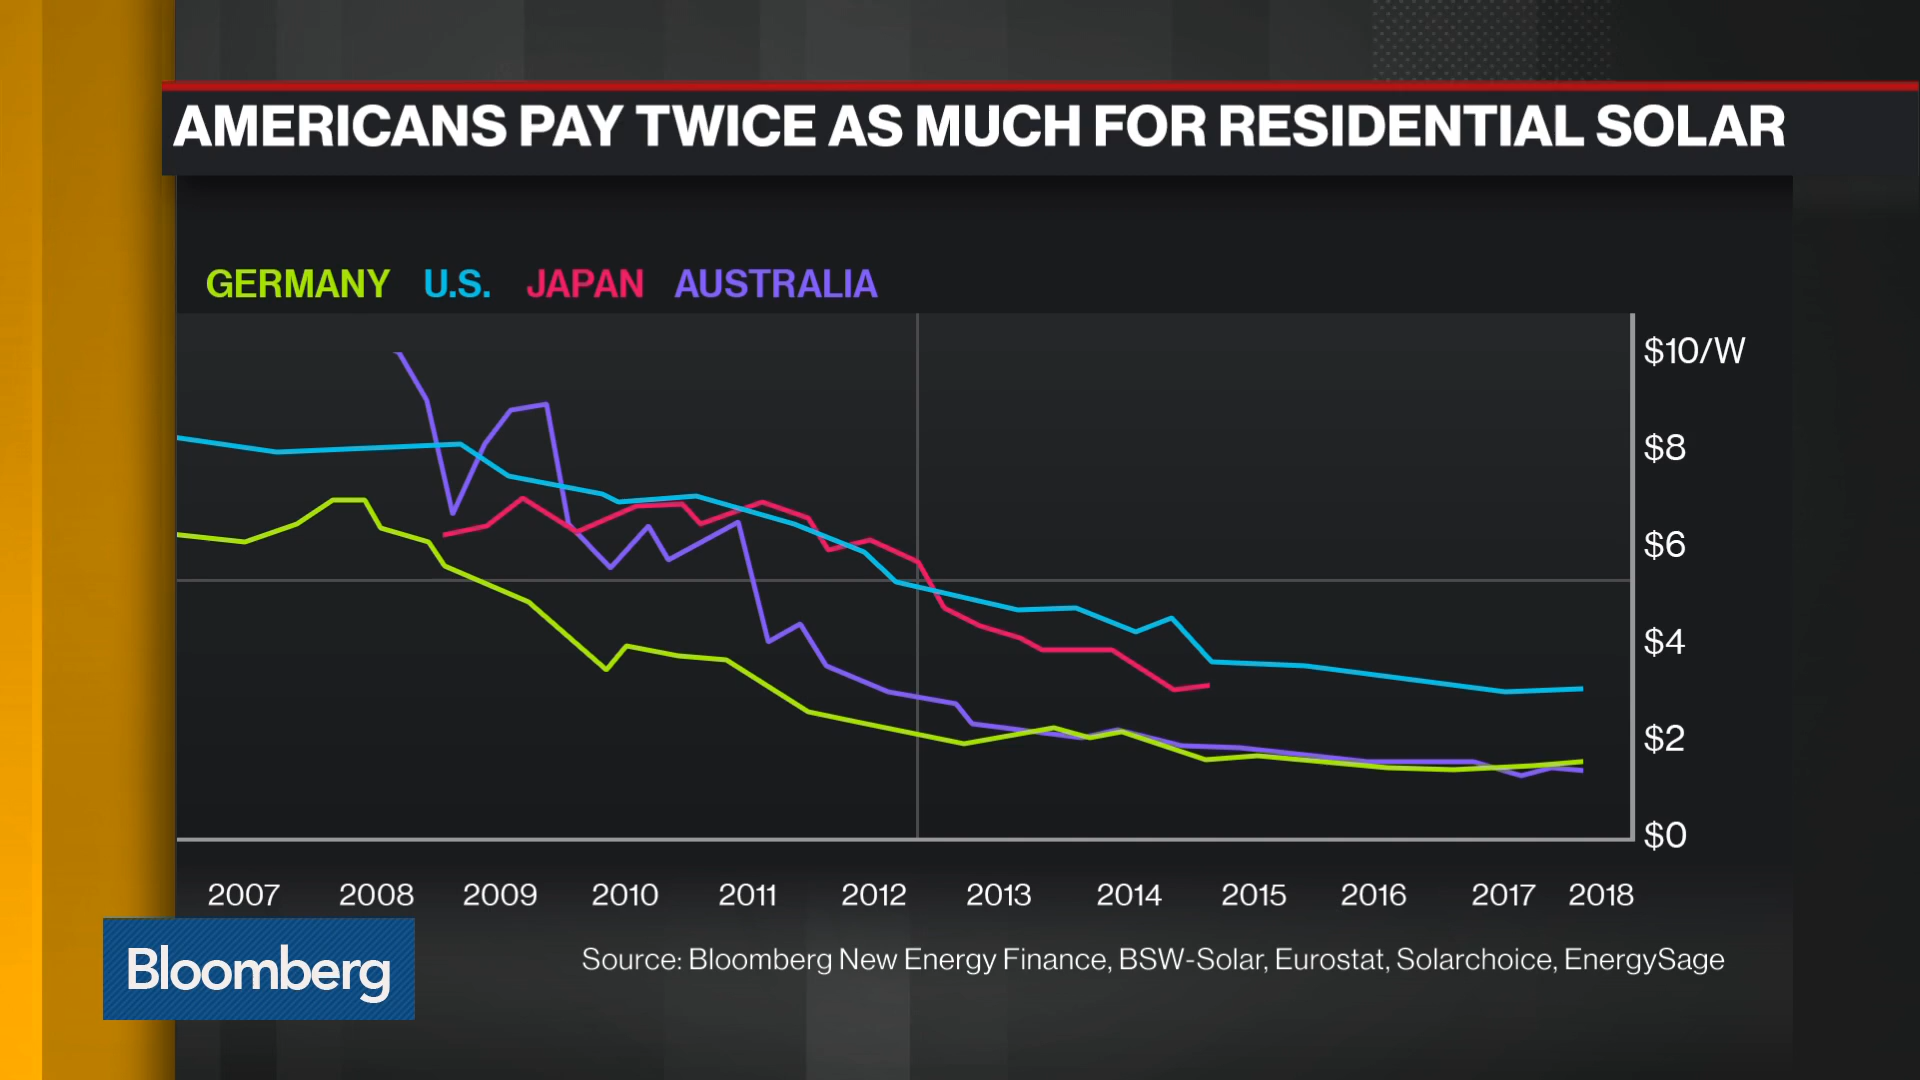 AMERICANS PAY TWICE AS MUCH FOR RESIDENTIAL SOLAR
GERMANY U.S. JAPAN AUSTRALIA
$10/W
$8
$6
$4
$2
$0
2007 2008 2009 2010 2011 2012 2013 2014 2015 2016 2017 2018
Source: Bloomberg New Energy Finance, BSW-Solar, Eurostat, Solarchoice, EnergySage
Bloomberg